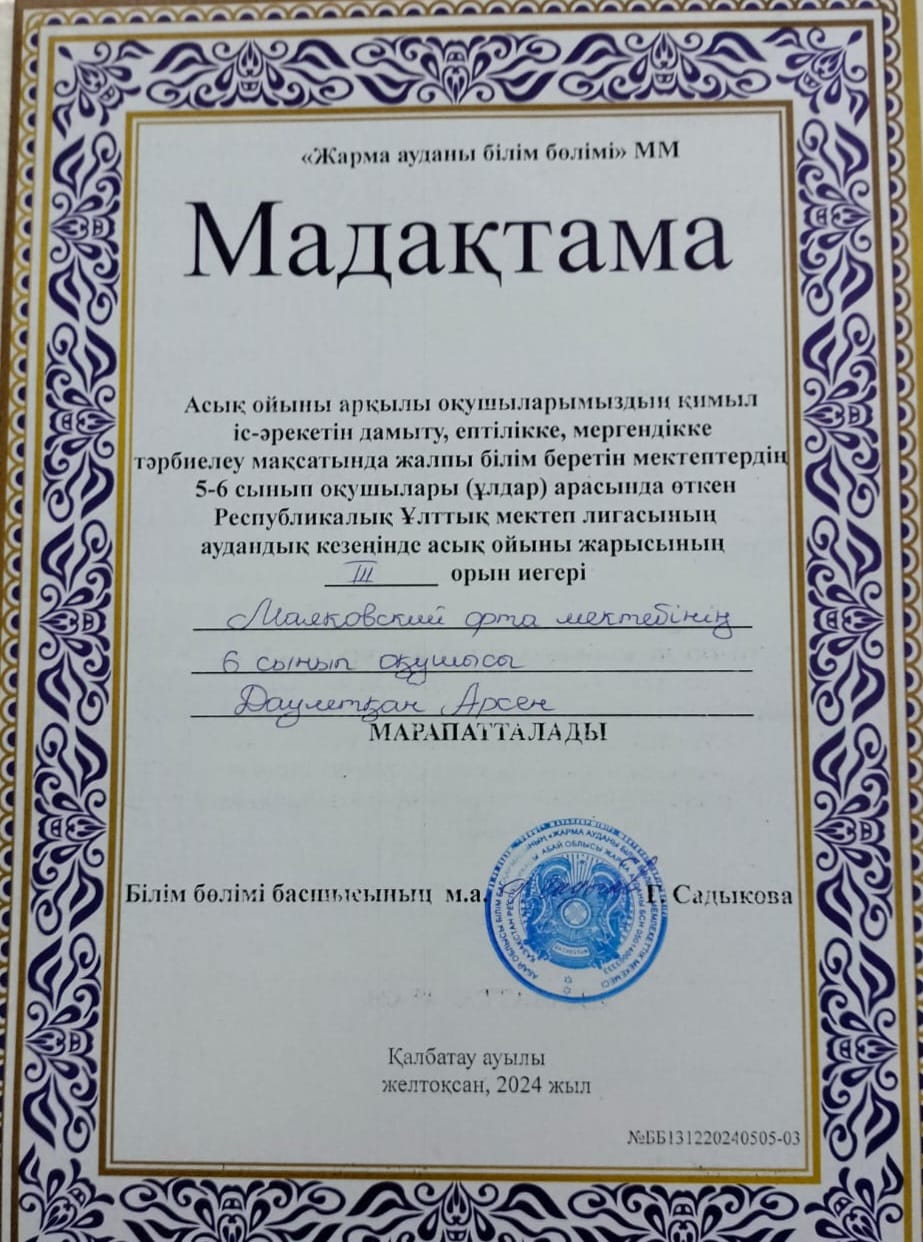 «Жарма ауданы білім бөлімі» ММ
Мадақтама
Асық ойыны арқылы оқушыларымыздың қимыл
іс-әрекетін дамыту, ептілікке, мергендікке
тәрбиелеу мақсатында жалпы білім беретін мектептердің
5-6 сынып оқушылары (ұлдар) арасында өткен
Республикалық Ұлттық мектеп лигасының
аудандық кезеңінде асық ойыны жарысының
III орын иегері
Маяковский орта мектебінің
6 сынып оқушысы
Даулетқан Арсен
МАРАПАТТАЛАДЫ
Білім бөлімі басшысының м.а. Г. Садыкова
Қалбатау ауылы
желтоқсан, 2024 жыл
№ББ131220240505-03